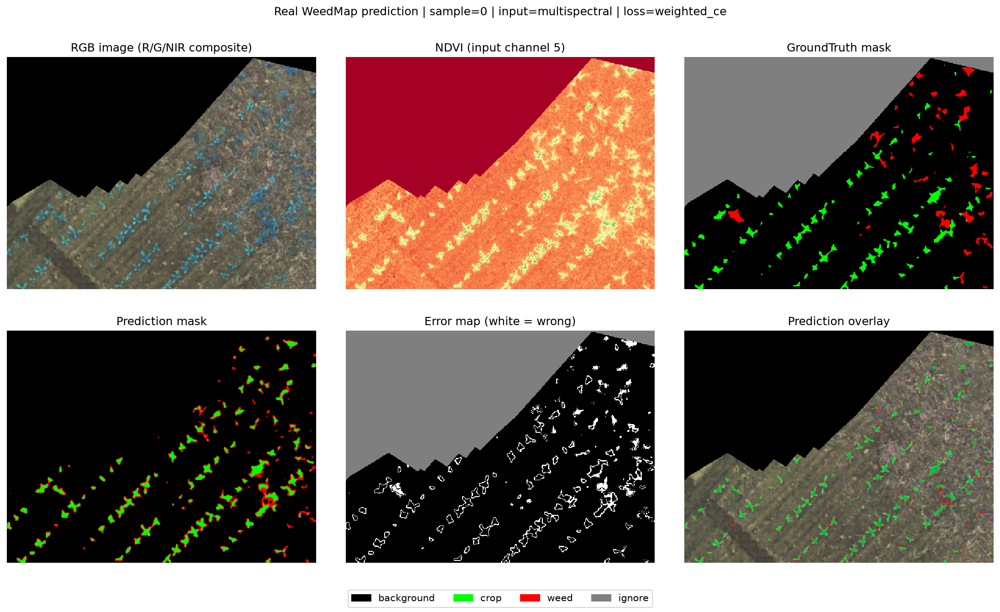 Real WeedMap prediction | sample=0 | input=multispectral | loss=weighted_ce
RGB image (R/G/NIR composite)
NDVI (input channel 5)
GroundTruth mask
Prediction mask
Error map (white = wrong)
Prediction overlay
background
crop
weed
ignore